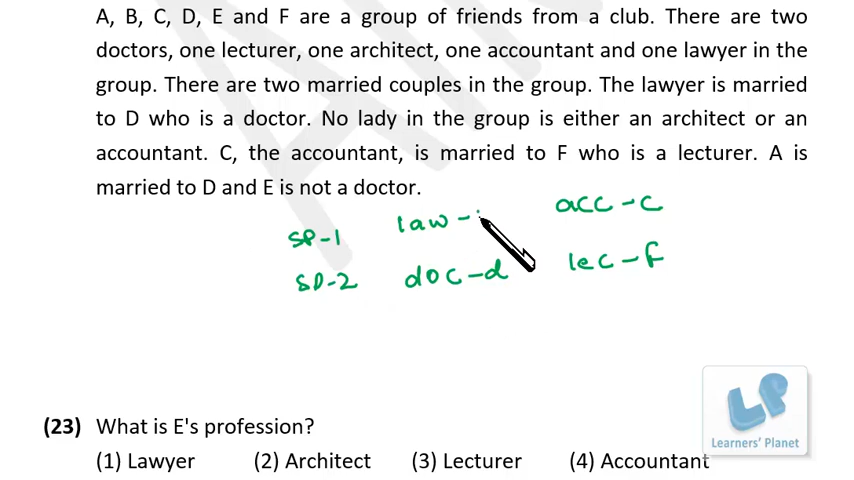 A, B, C, D, E and F are a group of friends from a club. There are two
doctors, one lecturer, one architect, one accountant and one lawyer in the
group. There are two married couples in the group. The lawyer is married
to D who is a doctor. No lady in the group is either an architect or an
accountant. C, the accountant, is married to F who is a lecturer. A is
married to D and E is not a doctor.
SP-1 law - acc - C
SP-2 doc - d lec - F
(23) What is E's profession?
(1) Lawyer (2) Architect (3) Lecturer (4) Accountant
LP
Learners' Planet